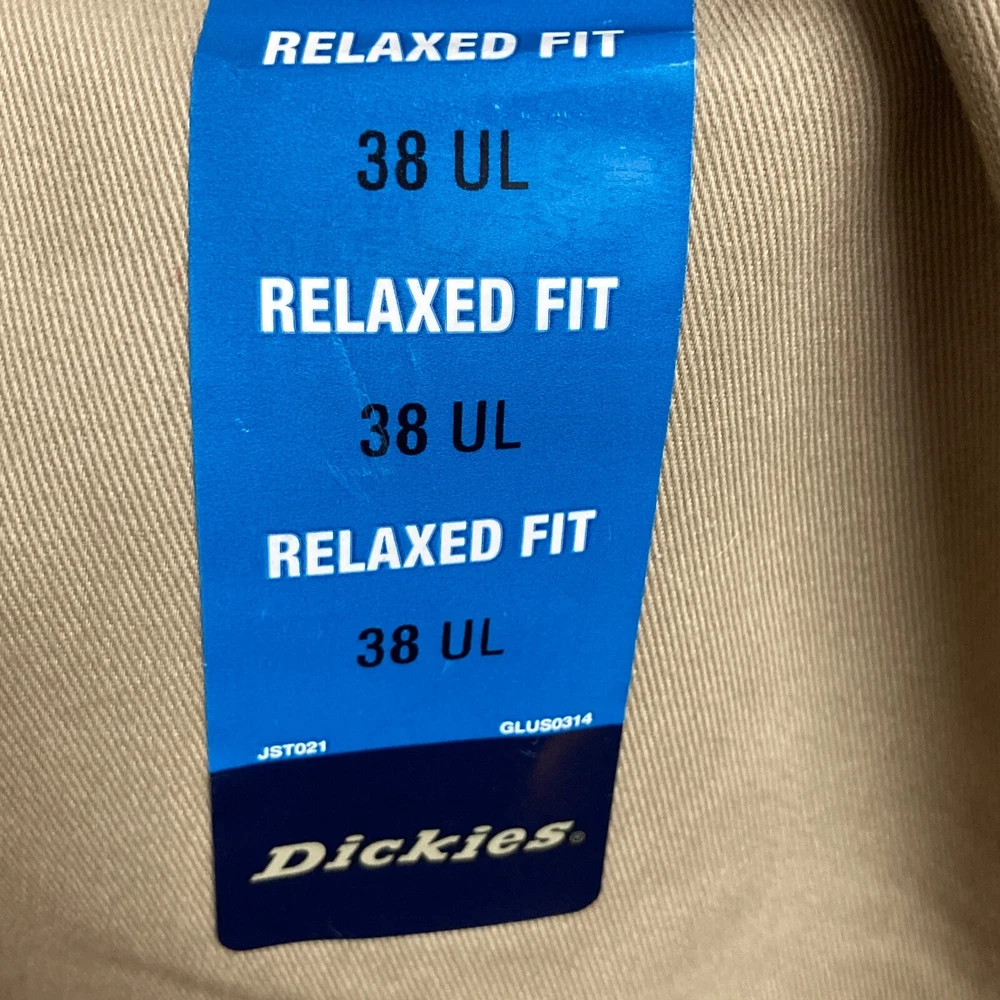 RELAXED FIT
38 UL
RELAXED FIT
38 UL
RELAXED FIT
38 UL
JST021 GLUS0314
Dickies®